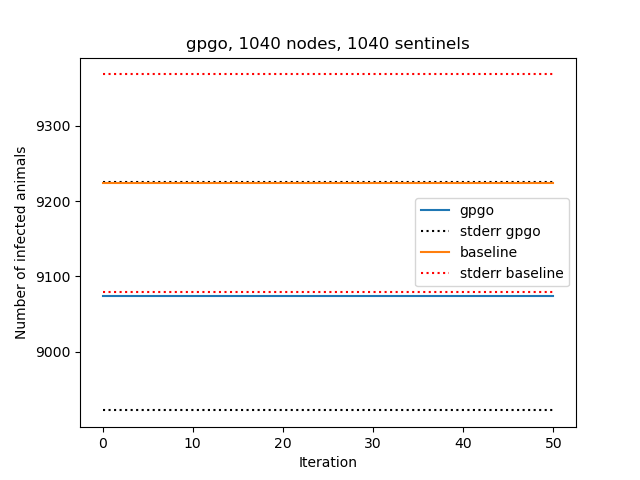 gpgo, 1040 nodes, 1040 sentinels
Number of infected animals
9300
9200
9100
9000
gpgo
stderr gpgo
baseline
stderr baseline
0 10 20 30 40 50
Iteration